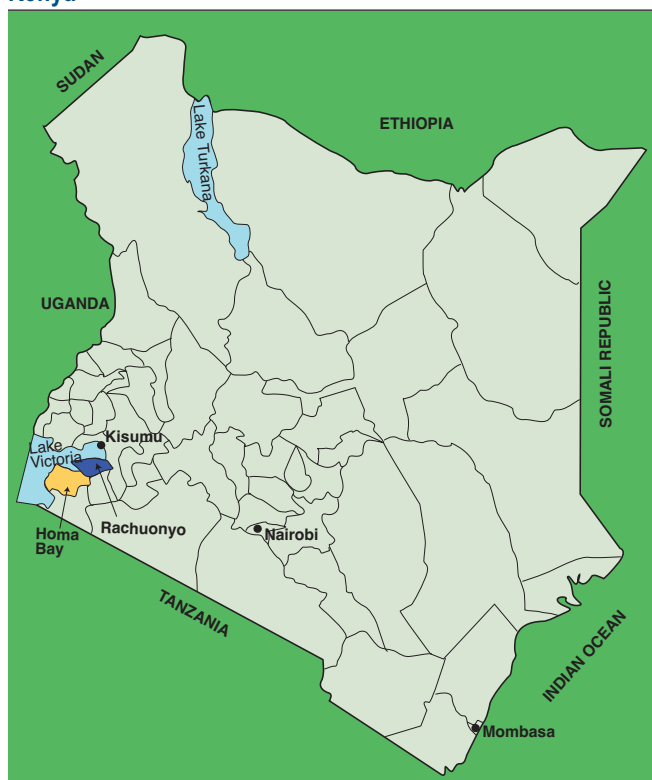 SUDAN
ETHIOPIA
Lake Turkana
UGANDA
SOMALI REPUBLIC
Kisumu
Lake
Victoria
Homa
Bay
Rachuonyo
Nairobi
TANZANIA
INDIAN OCEAN
Mombasa